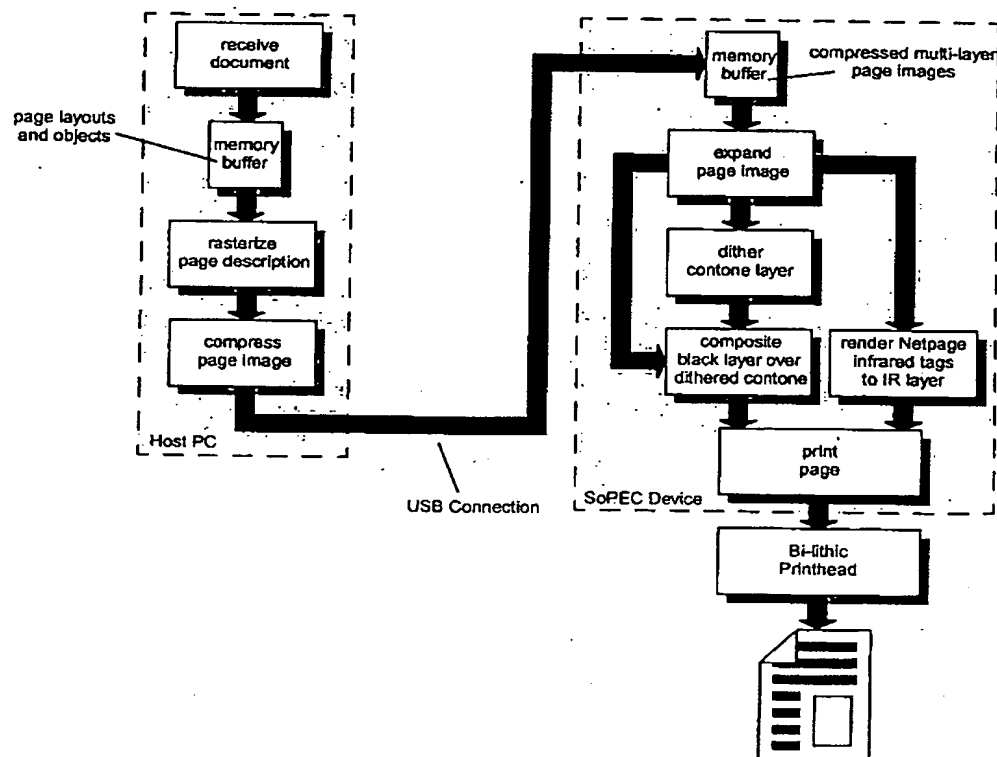 receive
document
page layouts
and objects
memory
buffer
rasterize
page description
compress
page image
Host PC
USB Connection
memory
buffer
compressed multi-layer
page images
expand
page image
dither
contone layer
composite
black layer over
dithered contone
render Netpage
infrared tags
to IR layer
print
page
SoPEC Device
Bi-lithic
Printhead